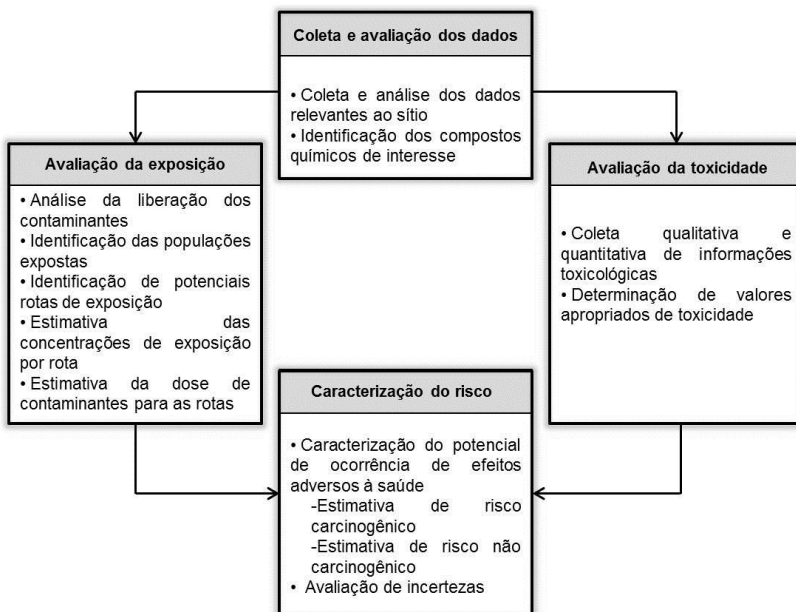 Coleta e avaliação dos dados
• Coleta e análise dos dados
relevantes ao sítio
• Identificação dos compostos
químicos de interesse
Avaliação da exposição
• Análise da liberação dos
contaminantes
• Identificação das populações
expostas
• Identificação de potenciais
rotas de exposição
• Estimativa das
concentrações de exposição
por rota
• Estimativa da dose de
contaminantes para as rotas
Avaliação da toxicidade
• Coleta qualitativa e
quantitativa de informações
toxicológicas
• Determinação de valores
apropriados de toxicidade
Caracterização do risco
• Caracterização do potencial
de ocorrência de efeitos
adversos à saúde
-Estimativa de risco
carcinogênico
-Estimativa de risco não
carcinogênico
• Avaliação de incertezas